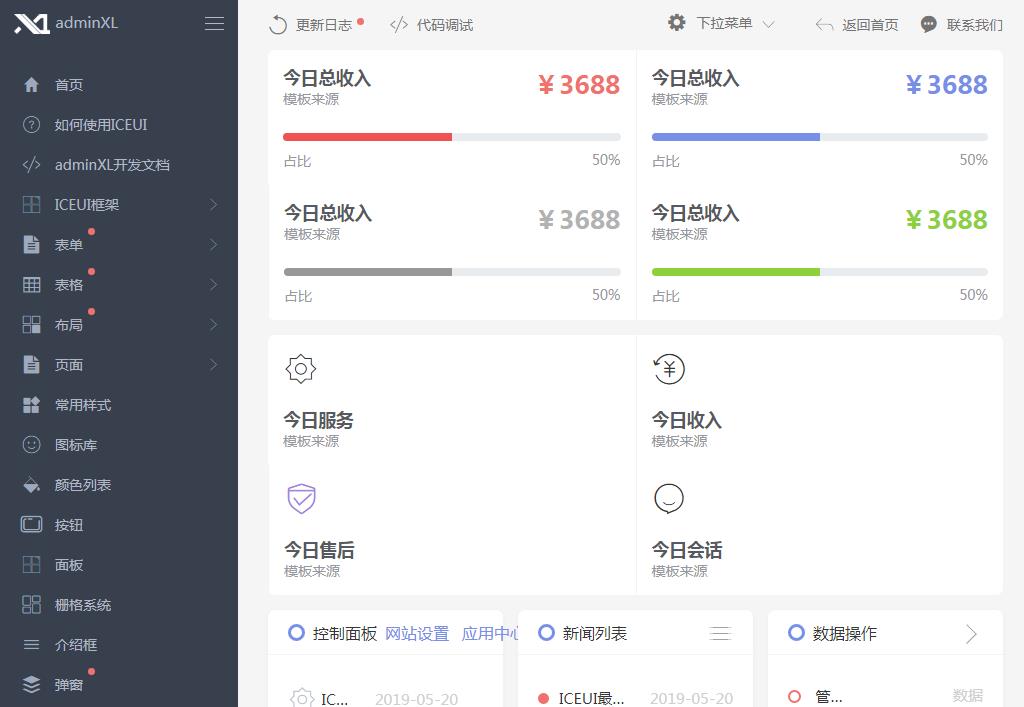 adminXL
首页
如何使用ICEUI
adminXL开发文档
ICEUI框架
表单
表格
布局
页面
常用样式
图标库
颜色列表
按钮
面板
栅格系统
介绍框
弹窗
更新日志 代码调试 下拉菜单 返回首页 联系我们
今日总收入 ¥ 3688
模板来源
占比 50%
今日总收入 ¥ 3688
模板来源
占比 50%
今日总收入 ¥ 3688
模板来源
占比 50%
今日总收入 ¥ 3688
模板来源
占比 50%
今日服务
模板来源
今日收入
模板来源
今日售后
模板来源
今日会话
模板来源
控制面板 网站设置 应用中心
IC... 2019-05-20
新闻列表
ICEUI最... 2019-05-20
数据操作
管... 数据